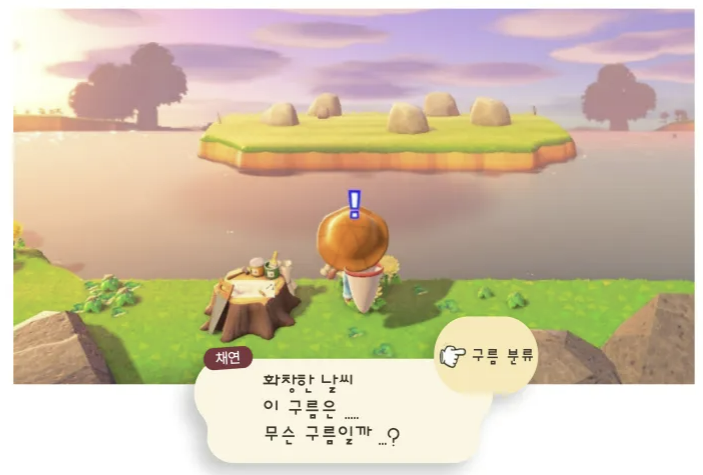 !
구름 분류
채연
화창한 날씨
이 구름은 .....
무슨 구름일까 ...?